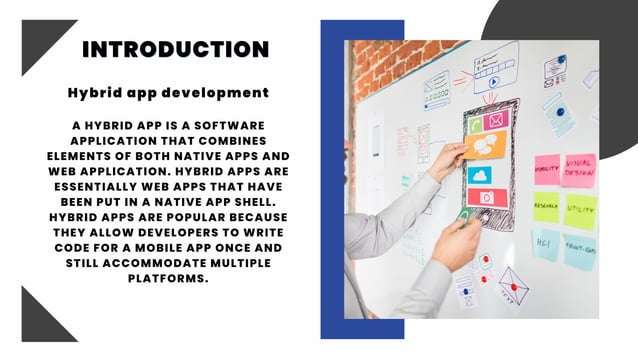 INTRODUCTION
Hybrid app development
A HYBRID APP IS A SOFTWARE
APPLICATION THAT COMBINES
ELEMENTS OF BOTH NATIVE APPS AND
WEB APPLICATION. HYBRID APPS ARE
ESSENTIALLY WEB APPS THAT HAVE
BEEN PUT IN A NATIVE APP SHELL.
HYBRID APPS ARE POPULAR BECAUSE
THEY ALLOW DEVELOPERS TO WRITE
CODE FOR A MOBILE APP ONCE AND
STILL ACCOMMODATE MULTIPLE
PLATFORMS.
VISUAL
DESIGN
RESEARCH
UTILITY
HCI